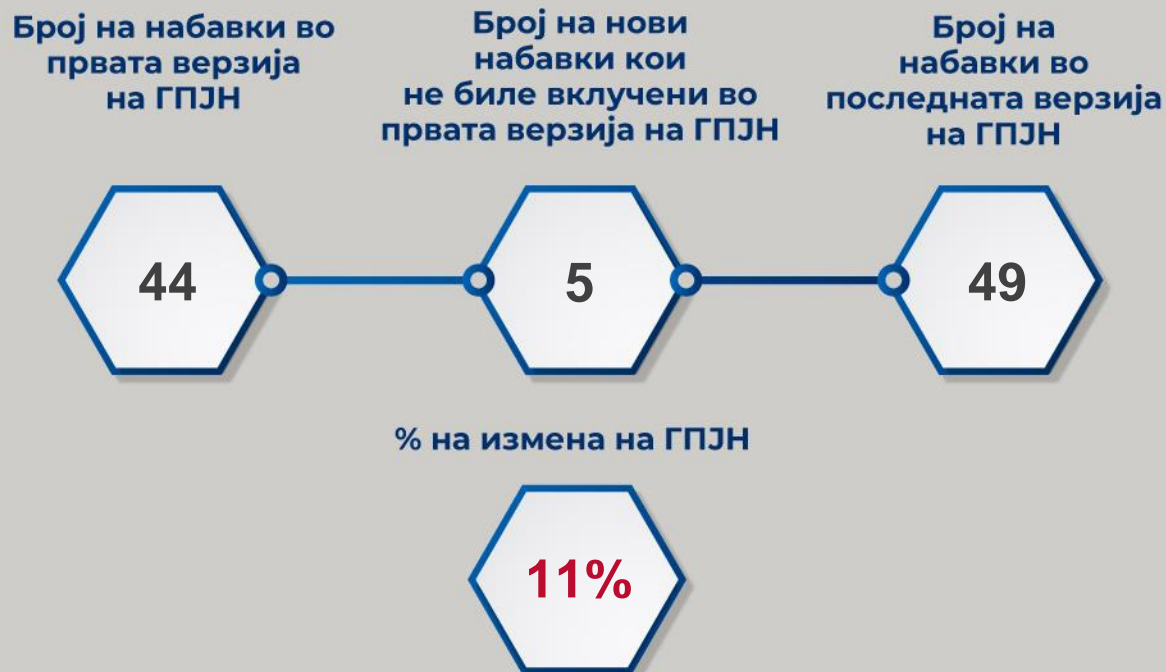 Број на набавки во
првата верзија
на ГПЈН
Број на нови
набавки кои
не биле вклучени во
првата верзија на ГПЈН
Број на
набавки во
последната верзија
на ГПЈН
44
5
49
% на измена на ГПЈН
11%